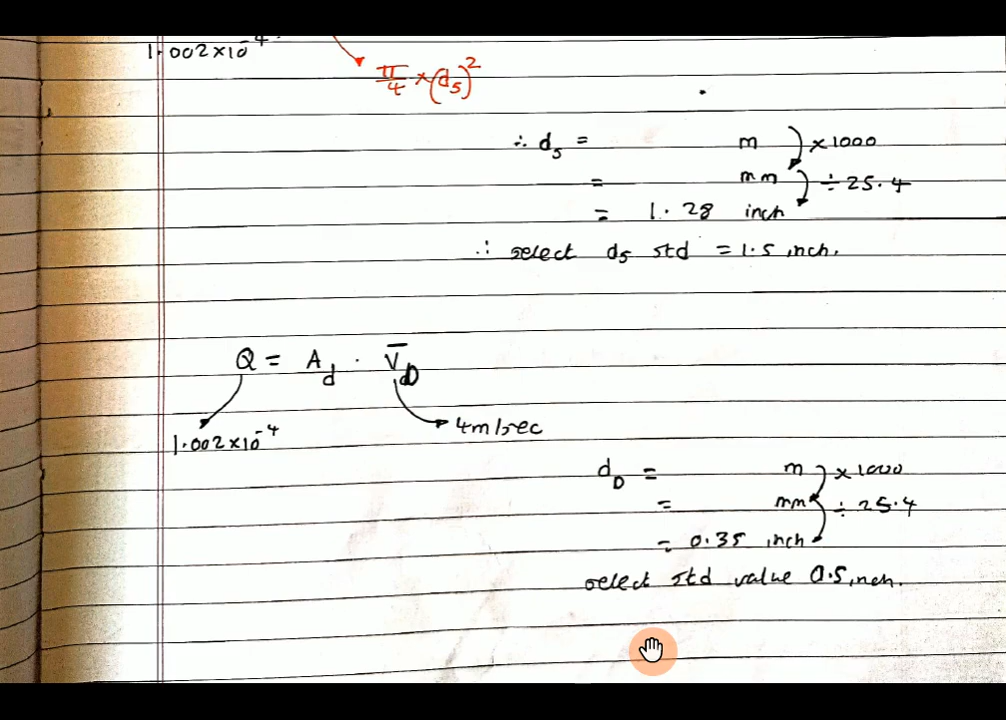 1.002×10⁻⁴
π/4 × (ds)²
∴ ds = m ) ×1000
= mm ) ÷25.4
= 1.28 inch
∴ select ds std = 1.5 inch.
Q = Ad · V̄D
1.002×10⁻⁴ 4m/sec
dD = m ) ×1000
= mm ) ÷ 25.4
= 0.35 inch
select std value 0.5 inch.